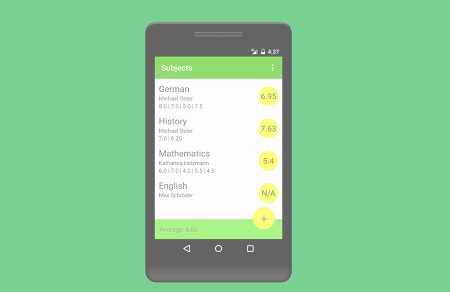 4:37
Subjects
German
Michael Oster
8.0 | 7.0 | 5.0 | 7.5
6.95
History
Michael Oster
7.0 | 8.25
7.63
Mathematics
Katharina Holzmann
6.0 | 7.0 | 4.0 | 5.5 | 4.5
5.4
English
Max Schröder
N/A
+
Average: 6.66